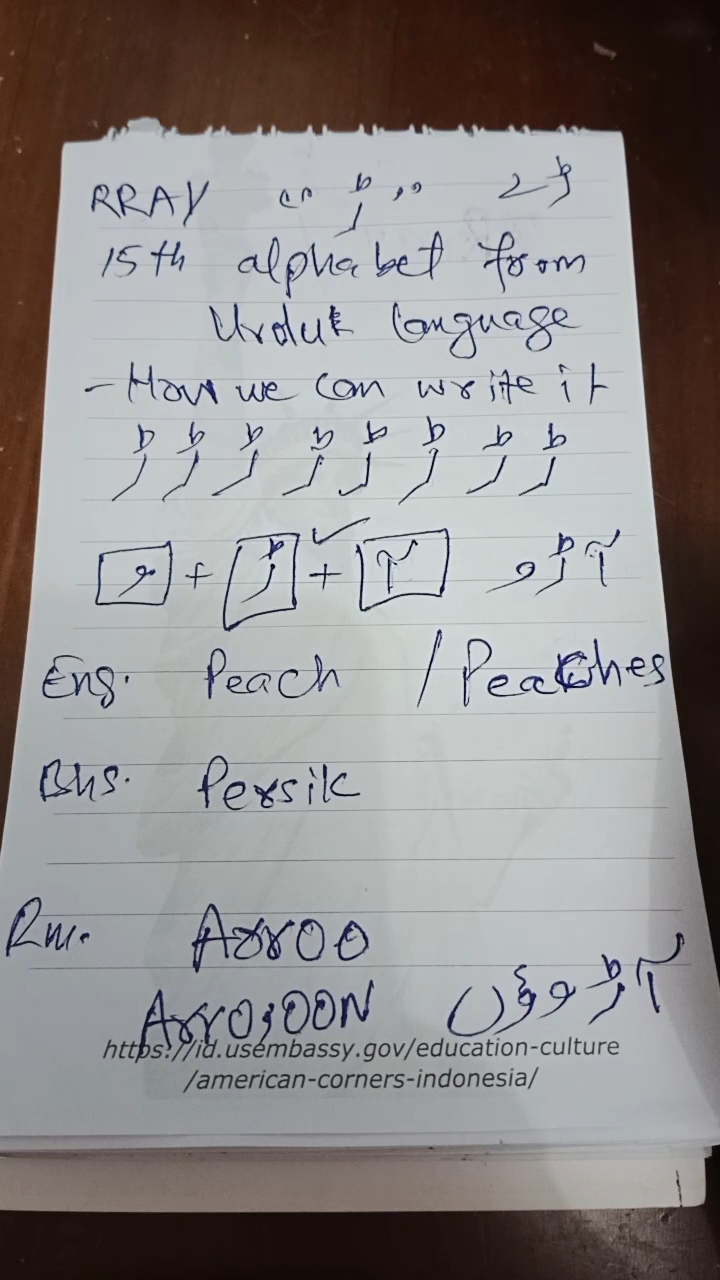 RRAY “ڑ” ڑے
15th alphabet from
Urduk Language
- How we can write it
ڑ ڑ ڑ ڑ ڑ ڑ ڑ ڑ
و + ڑ + آ آڑو
Eng. Peach / Peaches
Bhs. Persik
Rm. Arroo
Arro,ooN آڑوؤں
https://id.usembassy.gov/education-culture
/american-corners-indonesia/